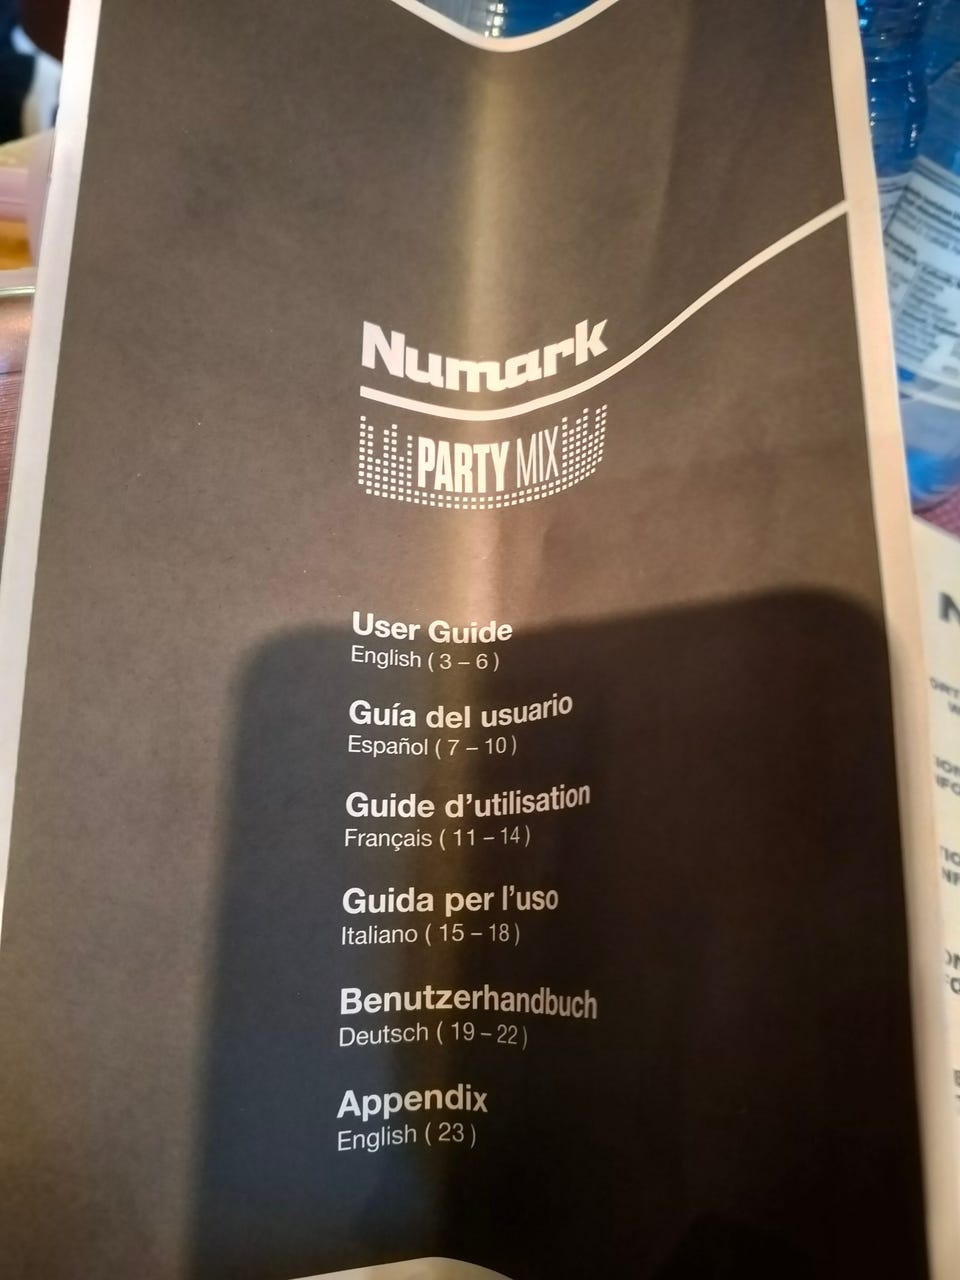 Numark
PARTY MIX
User Guide
English ( 3 – 6 )
Guía del usuario
Español ( 7 – 10 )
Guide d’utilisation
Français ( 11 – 14 )
Guida per l’uso
Italiano ( 15 – 18 )
Benutzerhandbuch
Deutsch ( 19 – 22 )
Appendix
English ( 23 )